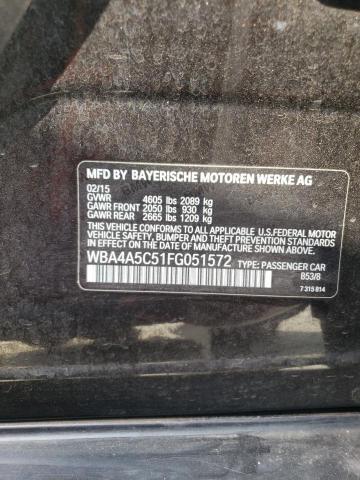 MFD BY BAYERISCHE MOTOREN WERKE AG
02/15
GVWR 4605 lbs 2089 kg
GAWR FRONT 2050 lbs 930 kg
GAWR REAR 2665 lbs 1209 kg
THIS VEHICLE CONFORMS TO ALL APPLICABLE U.S.FEDERAL MOTOR
VEHICLE SAFETY, BUMPER AND THEFT PREVENTION STANDARDS
IN EFFECT ON THE DATE OF MANUFACTURE SHOWN ABOVE.
WBA4A5C51FG051572 TYPE: PASSENGER CAR
853/8
7 315 814